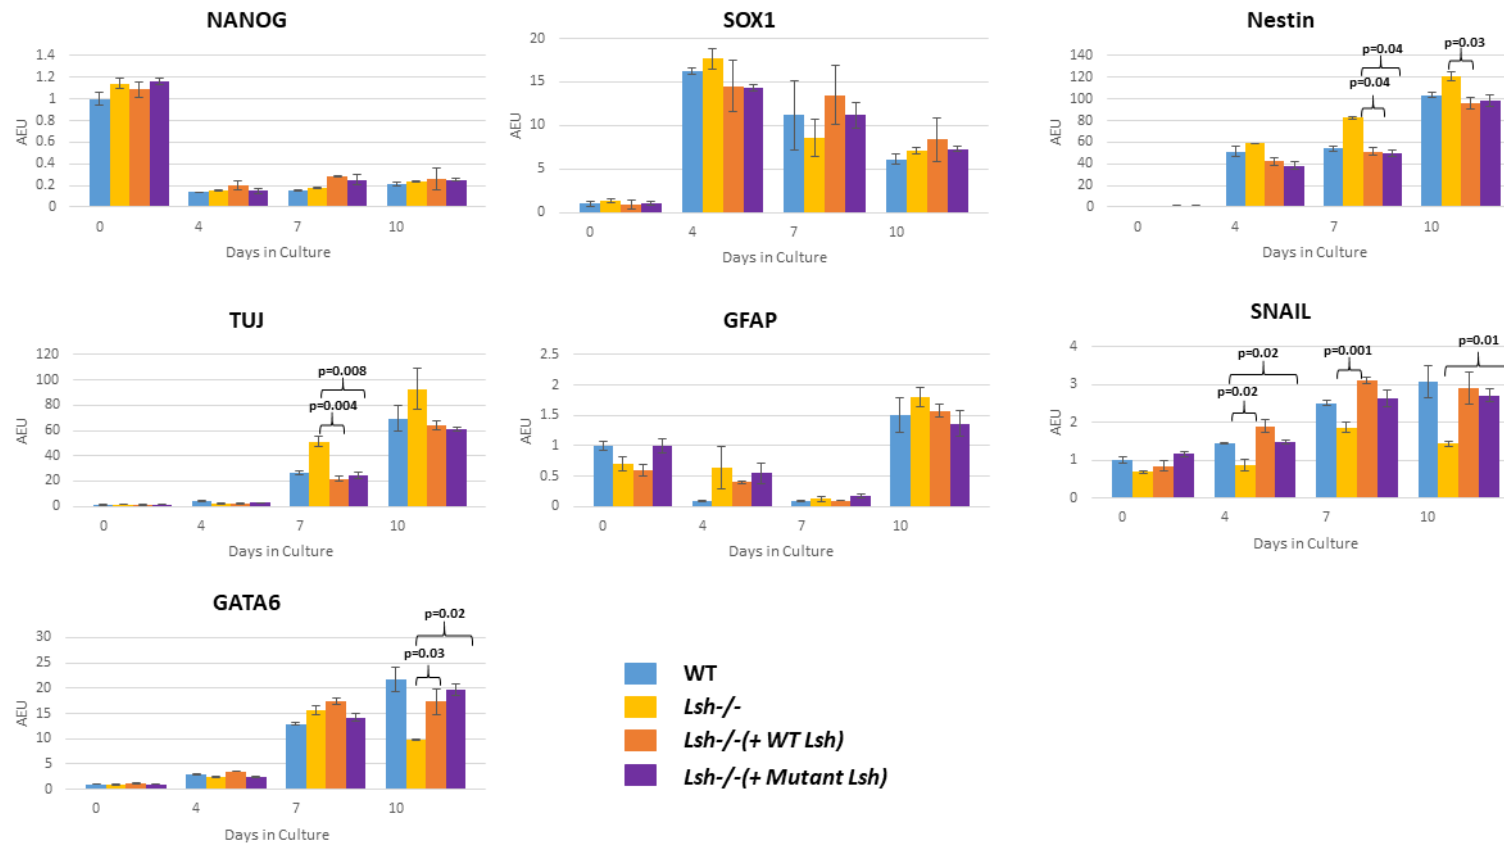 NANOG
1.4
1.2
1
0.8
0.6
0.4
0.2
0
AEU
0 4 7 10
Days in Culture
SOX1
20
15
10
5
0
AEU
0 4 7 10
Days in Culture
Nestin
p=0.04
p=0.03
p=0.04
140
120
100
80
60
40
20
0
AEU
0 4 7 10
Days in Culture
TUJ
p=0.008
p=0.004
120
100
80
60
40
20
0
AEU
0 4 7 10
Days in Culture
GFAP
2.5
2
1.5
1
0.5
0
AEU
0 4 7 10
Days in Culture
SNAIL
p=0.01
p=0.02
p=0.001
p=0.02
4
3
2
1
0
AEU
0 4 7 10
Days in Culture
GATA6
p=0.02
p=0.03
30
25
20
15
10
5
0
AEU
0 4 7 10
Days in Culture
WT
Lsh-/-
Lsh-/-(+ WT Lsh)
Lsh-/-(+ Mutant Lsh)